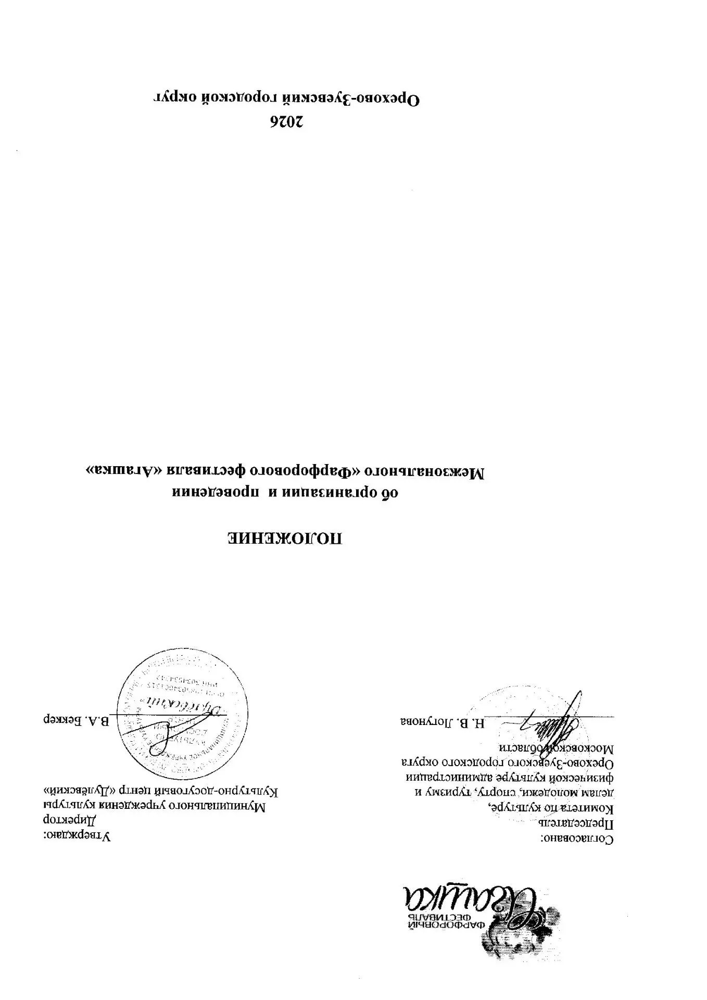 ФАРФОРОВЫЙ
ФЕСТИВАЛЬ
Агашка
Согласовано:
Председатель
Комитета по культуре,
делам молодежи, спорту, туризму и
физической культуре администрации
Орехово-Зуевского городского округа
Московской области
Н. В. Логунова
Утверждаю:
Директор
Муниципального учреждения культуры
Культурно-досуговый центр «Дулёвский»
В.А. Беккер
"Дулёвский"
ПОЛОЖЕНИЕ
об организации и проведении
Межзонального «Фарфорового фестиваля «Агашка»
2026
Орехово-Зуевский городской округ